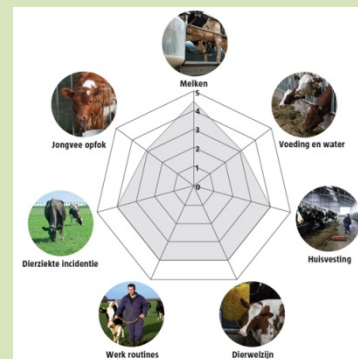 Melken
5
4
3
2
1
0
Jongvee opfok
Voeding en water
Dierziekte incidentie
Huisvesting
Werk routines
Dierwelzijn